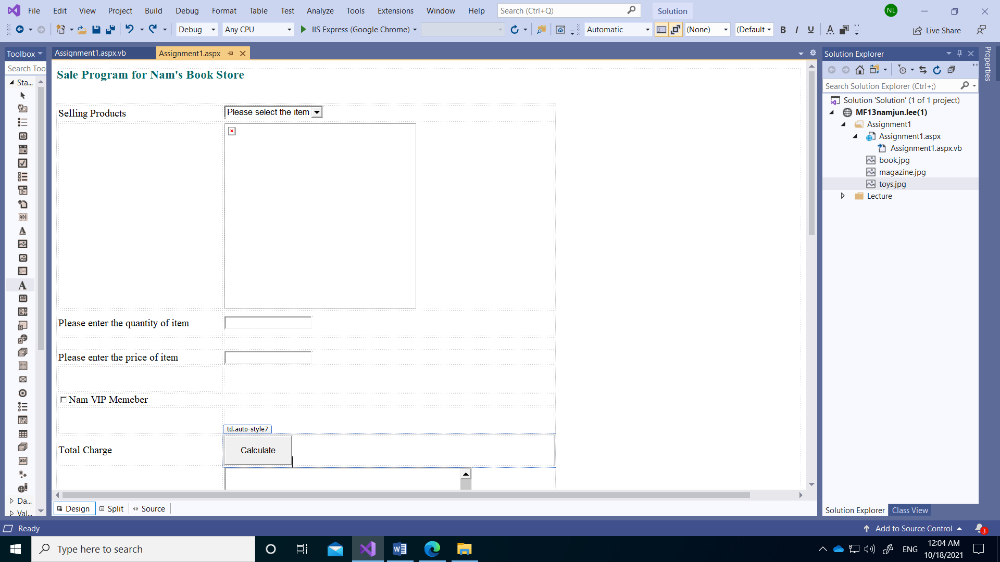 File Edit View Project Build Debug Format Table Test Analyze Tools Extensions Window Help Search (Ctrl+Q) Solution NL
Debug Any CPU IIS Express (Google Chrome) Automatic (None) (Default B I U A Live Share
Toolbox Assignment1.aspx.vb Assignment1.aspx Solution Explorer
Properties
Search Too
Sta...
Sale Program for Nam's Book Store
Search Solution Explorer (Ctrl+;)
Solution 'Solution' (1 of 1 project)
MF13namjun.lee(1)
Assignment1
Assignment1.aspx
Assignment1.aspx.vb
book.jpg
magazine.jpg
toys.jpg
Lecture
Selling Products Please select the item
Please enter the quantity of item
Please enter the price of item
Nam VIP Memeber
td.auto-style7
Total Charge Calculate
Da...
Val...
Design Split Source
Solution Explorer Class View
Ready Add to Source Control 3
Type here to search ENG 12:04 AM
10/18/2021